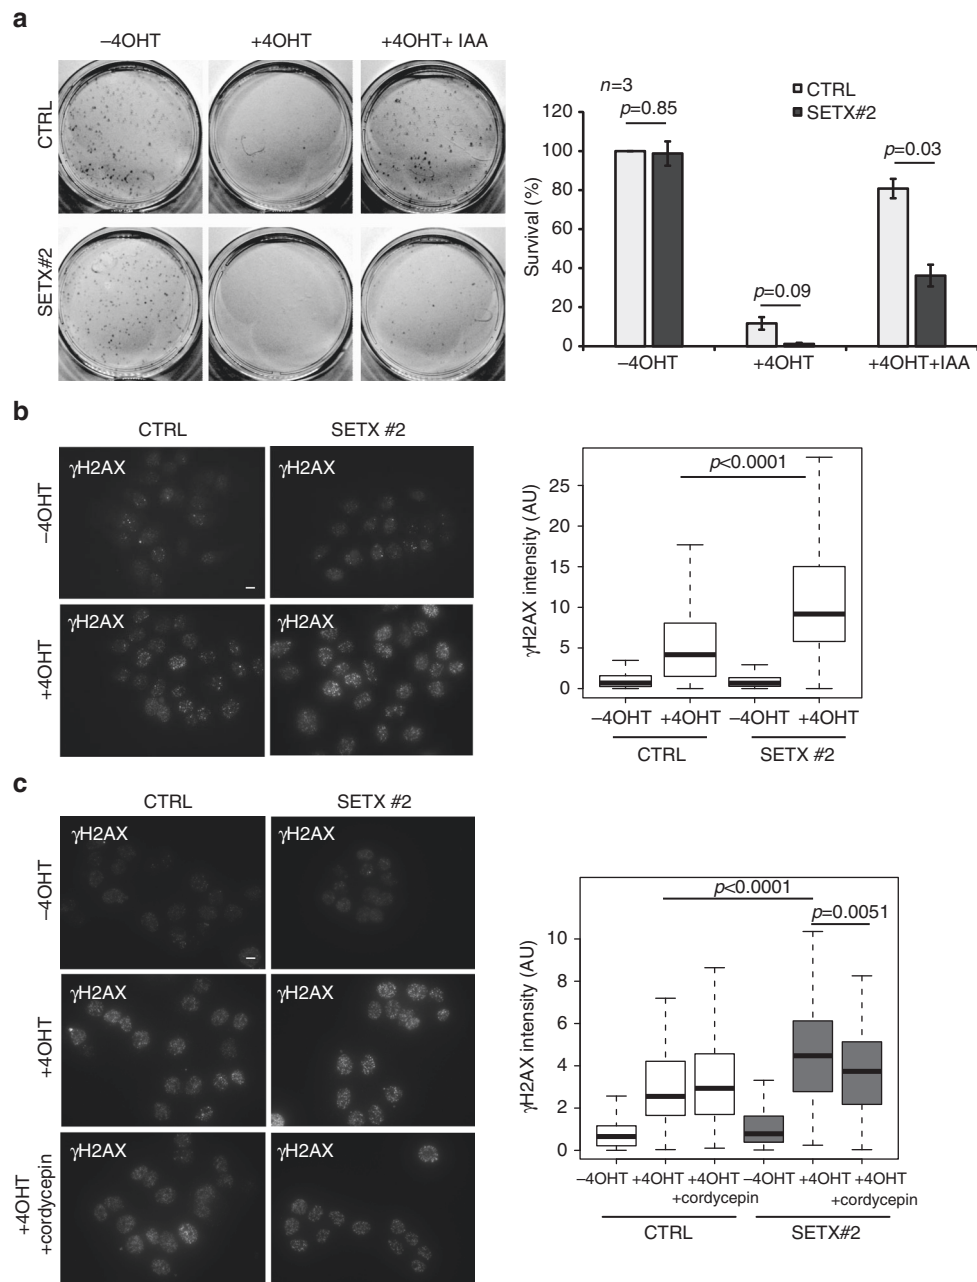 a
–4OHT +4OHT +4OHT+ IAA
CTRL
SETX#2
n=3
CTRL
SETX#2
p=0.85
p=0.03
p=0.09
Survival (%)
120
100
80
60
40
20
0
–4OHT +4OHT +4OHT+IAA
b
CTRL SETX #2
–4OHT
γH2AX γH2AX
+4OHT
γH2AX γH2AX
p<0.0001
γH2AX intensity (AU)
25
20
15
10
5
0
–4OHT +4OHT –4OHT +4OHT
CTRL SETX #2
c
CTRL SETX #2
–4OHT
γH2AX γH2AX
+4OHT
γH2AX γH2AX
+4OHT
+cordycepin
γH2AX γH2AX
p<0.0001
p=0.0051
γH2AX intensity (AU)
10
8
6
4
2
0
–4OHT +4OHT +4OHT –4OHT +4OHT +4OHT
+cordycepin +cordycepin
CTRL SETX#2